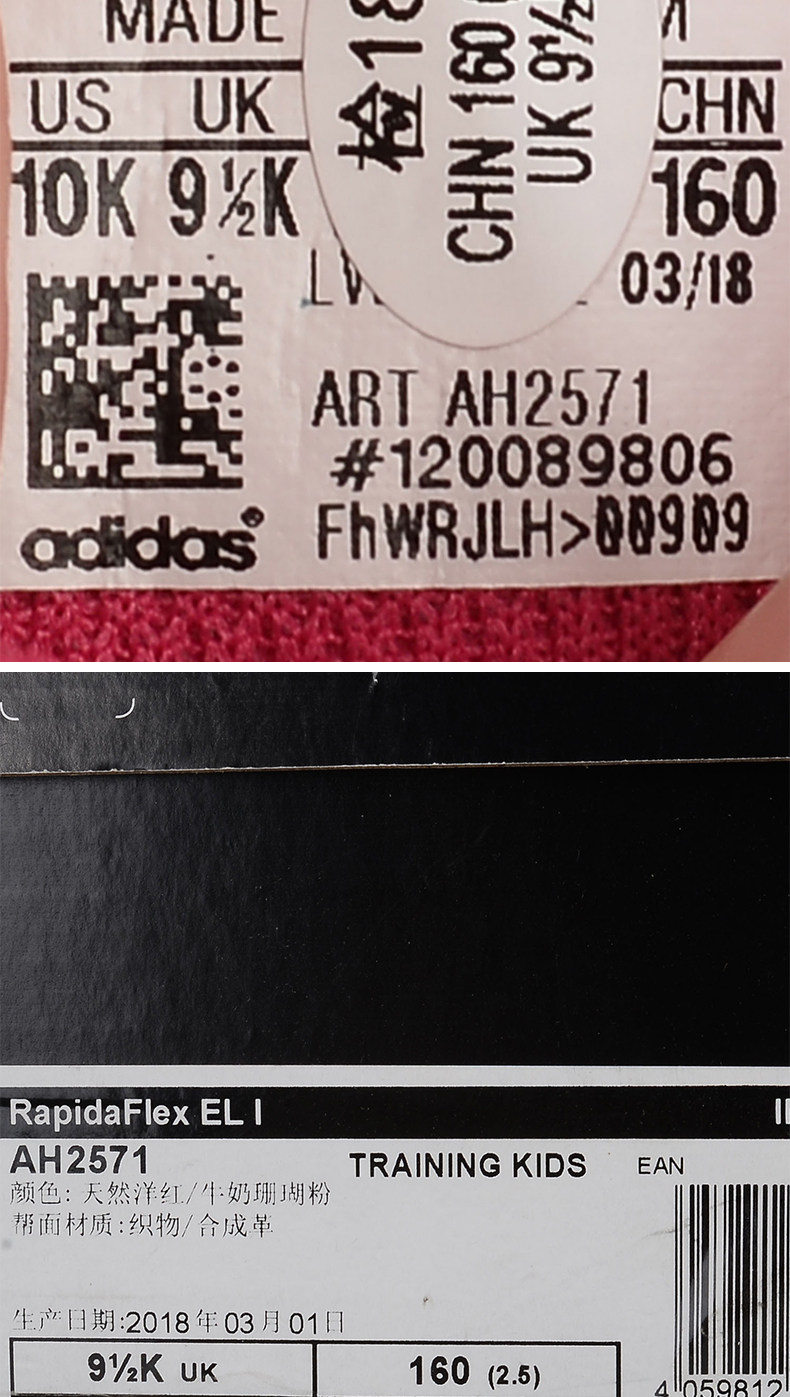 MADE
US UK CHN
10K 9½K 160
CHN 160
UK 9½
03/18
ART AH2571
#120089806
FhWRJLH>00909
adidas®
RapidaFlex EL I
AH2571 TRAINING KIDS EAN
颜色: 天然洋红/牛奶珊瑚粉
帮面材质:织物/合成革
生产日期:2018年03月01日
9½K UK 160 (2.5)
4 059812